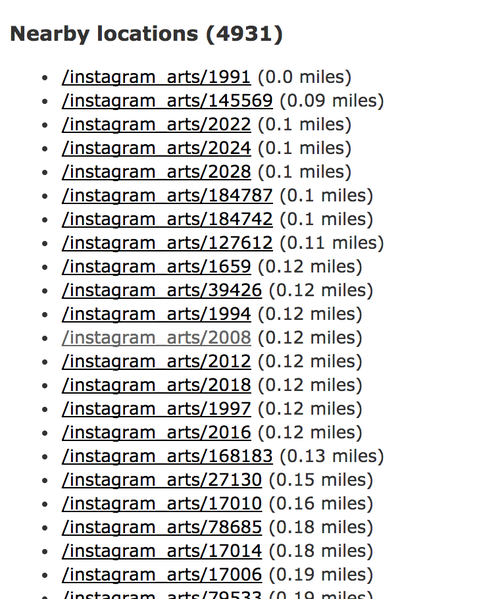 Nearby locations (4931)
/instagram_arts/1991 (0.0 miles)
/instagram_arts/145569 (0.09 miles)
/instagram_arts/2022 (0.1 miles)
/instagram_arts/2024 (0.1 miles)
/instagram_arts/2028 (0.1 miles)
/instagram_arts/184787 (0.1 miles)
/instagram_arts/184742 (0.1 miles)
/instagram_arts/127612 (0.11 miles)
/instagram_arts/1659 (0.12 miles)
/instagram_arts/39426 (0.12 miles)
/instagram_arts/1994 (0.12 miles)
/instagram_arts/2008 (0.12 miles)
/instagram_arts/2012 (0.12 miles)
/instagram_arts/2018 (0.12 miles)
/instagram_arts/1997 (0.12 miles)
/instagram_arts/2016 (0.12 miles)
/instagram_arts/168183 (0.13 miles)
/instagram_arts/27130 (0.15 miles)
/instagram_arts/17010 (0.16 miles)
/instagram_arts/78685 (0.18 miles)
/instagram_arts/17014 (0.18 miles)
/instagram_arts/17006 (0.19 miles)
/instagram_arts/79533 (0.19 miles)